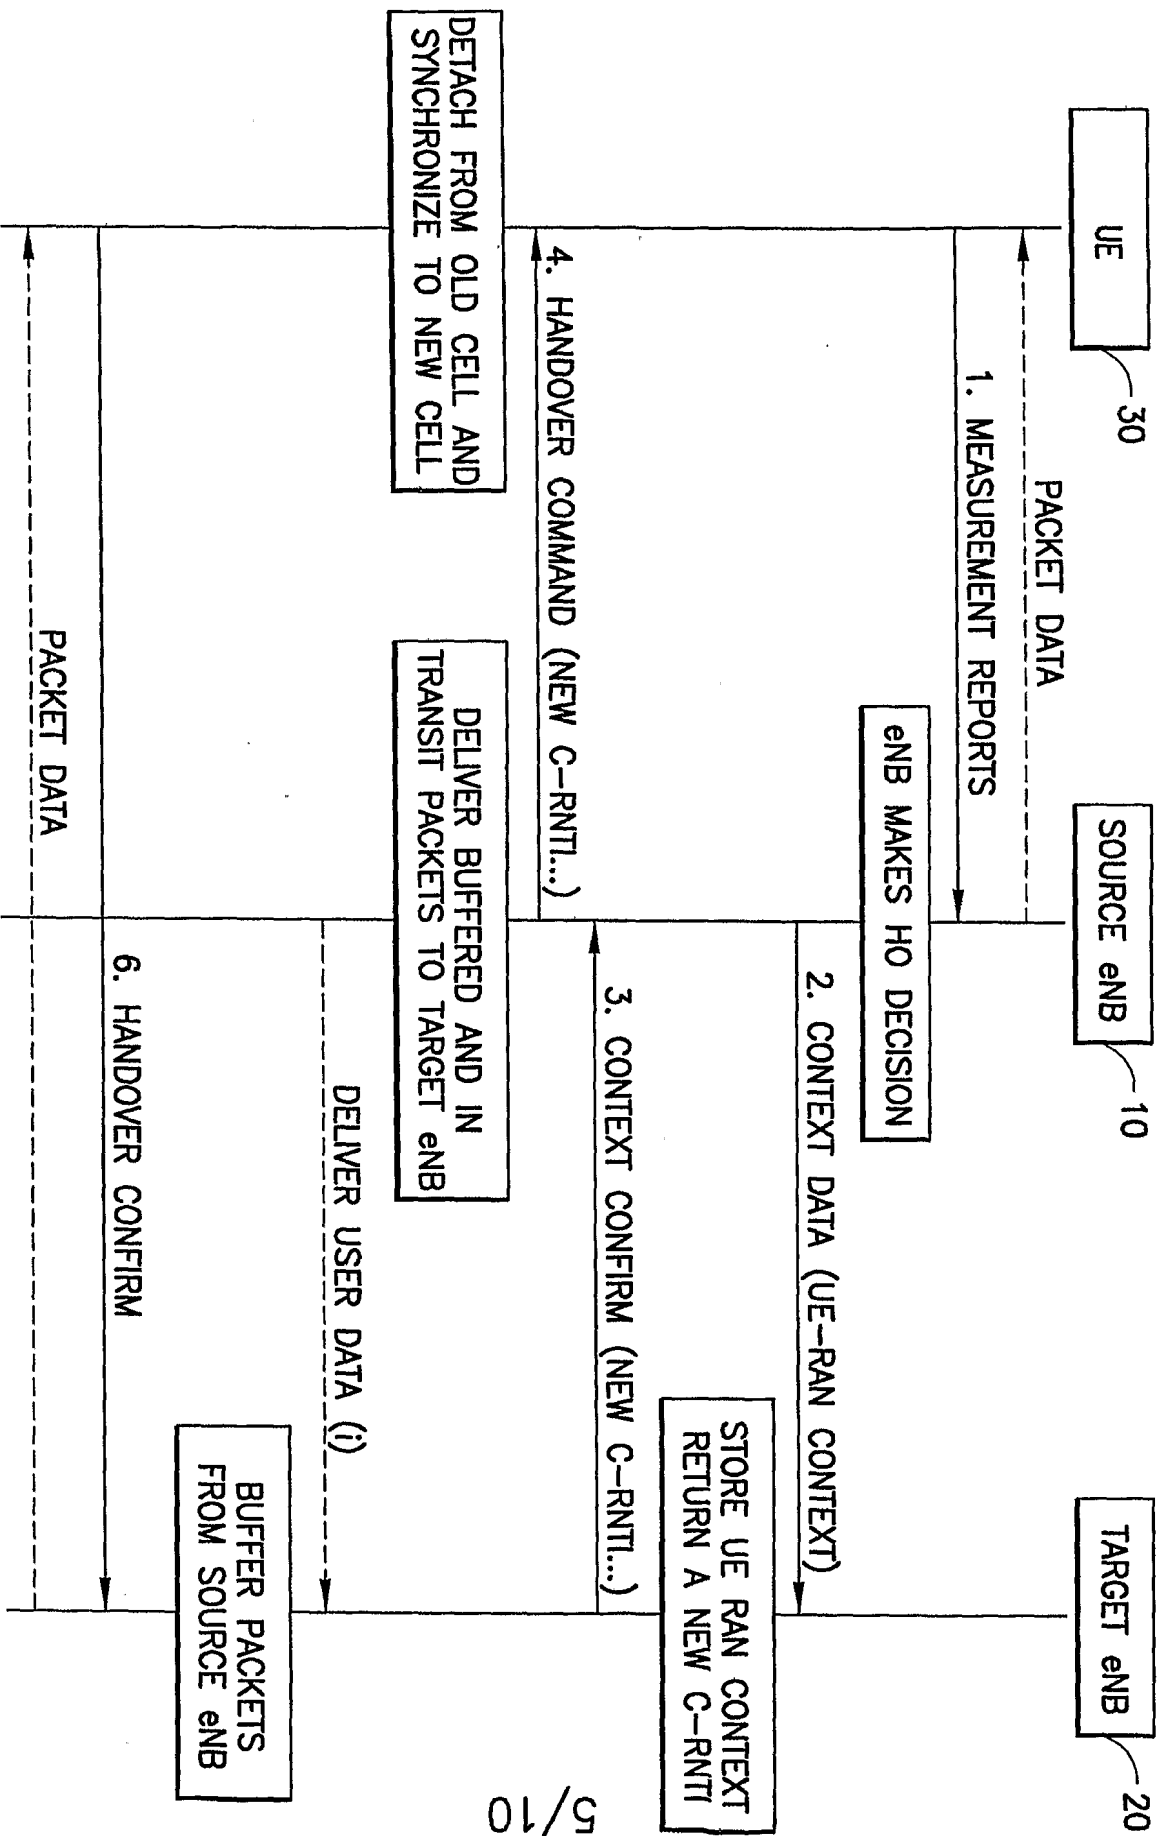 UE
30
SOURCE eNB
10
TARGET eNB
20
PACKET DATA
1. MEASUREMENT REPORTS
eNB MAKES HO DECISION
2. CONTEXT DATA (UE-RAN CONTEXT)
STORE UE RAN CONTEXT
RETURN A NEW C-RNTI
3. CONTEXT CONFIRM (NEW C-RNTI...)
4. HANDOVER COMMAND (NEW C-RNTI...)
DETACH FROM OLD CELL AND
SYNCHRONIZE TO NEW CELL
DELIVER BUFFERED AND IN
TRANSIT PACKETS TO TARGET eNB
DELIVER USER DATA (i)
BUFFER PACKETS
FROM SOURCE eNB
6. HANDOVER CONFIRM
PACKET DATA
5/10